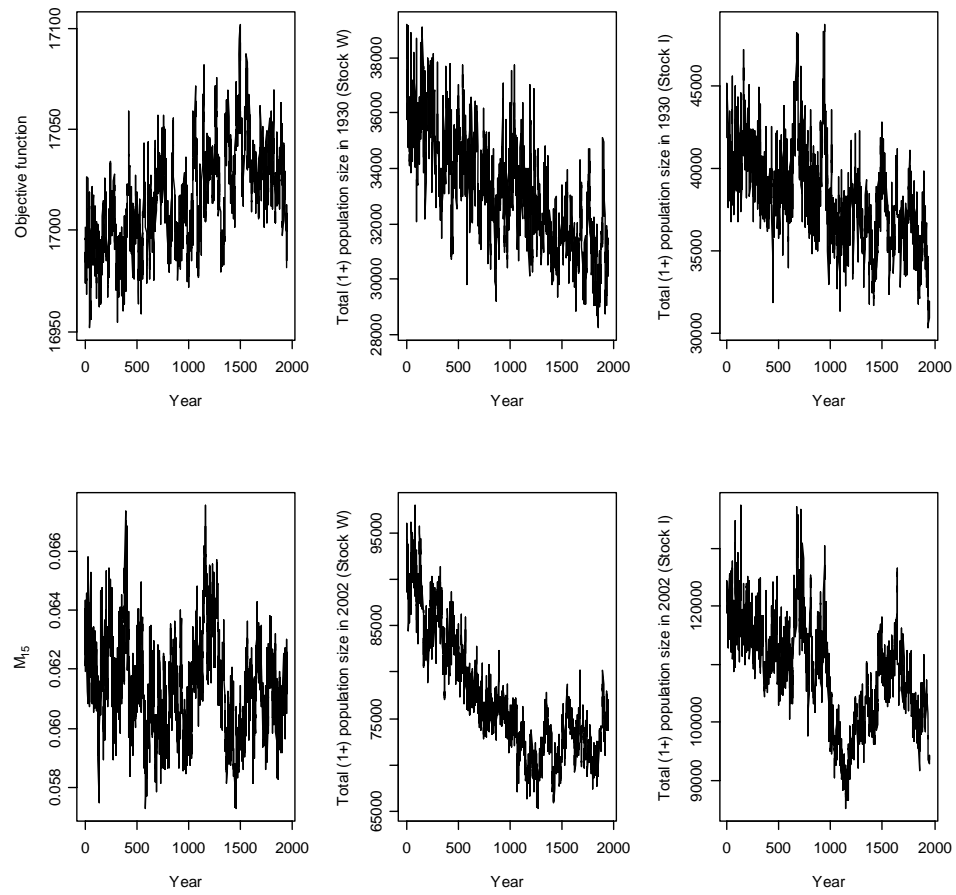 Objective function
16950 17000 17050 17100
0 500 1000 1500 2000
Year
Total (1+) population size in 1930 (Stock W)
28000 30000 32000 34000 36000 38000
0 500 1000 1500 2000
Year
Total (1+) population size in 1930 (Stock I)
30000 35000 40000 45000
0 500 1000 1500 2000
Year
M15
0.058 0.060 0.062 0.064 0.066
0 500 1000 1500 2000
Year
Total (1+) population size in 2002 (Stock W)
65000 75000 85000 95000
0 500 1000 1500 2000
Year
Total (1+) population size in 2002 (Stock I)
90000 100000 120000
0 500 1000 1500 2000
Year